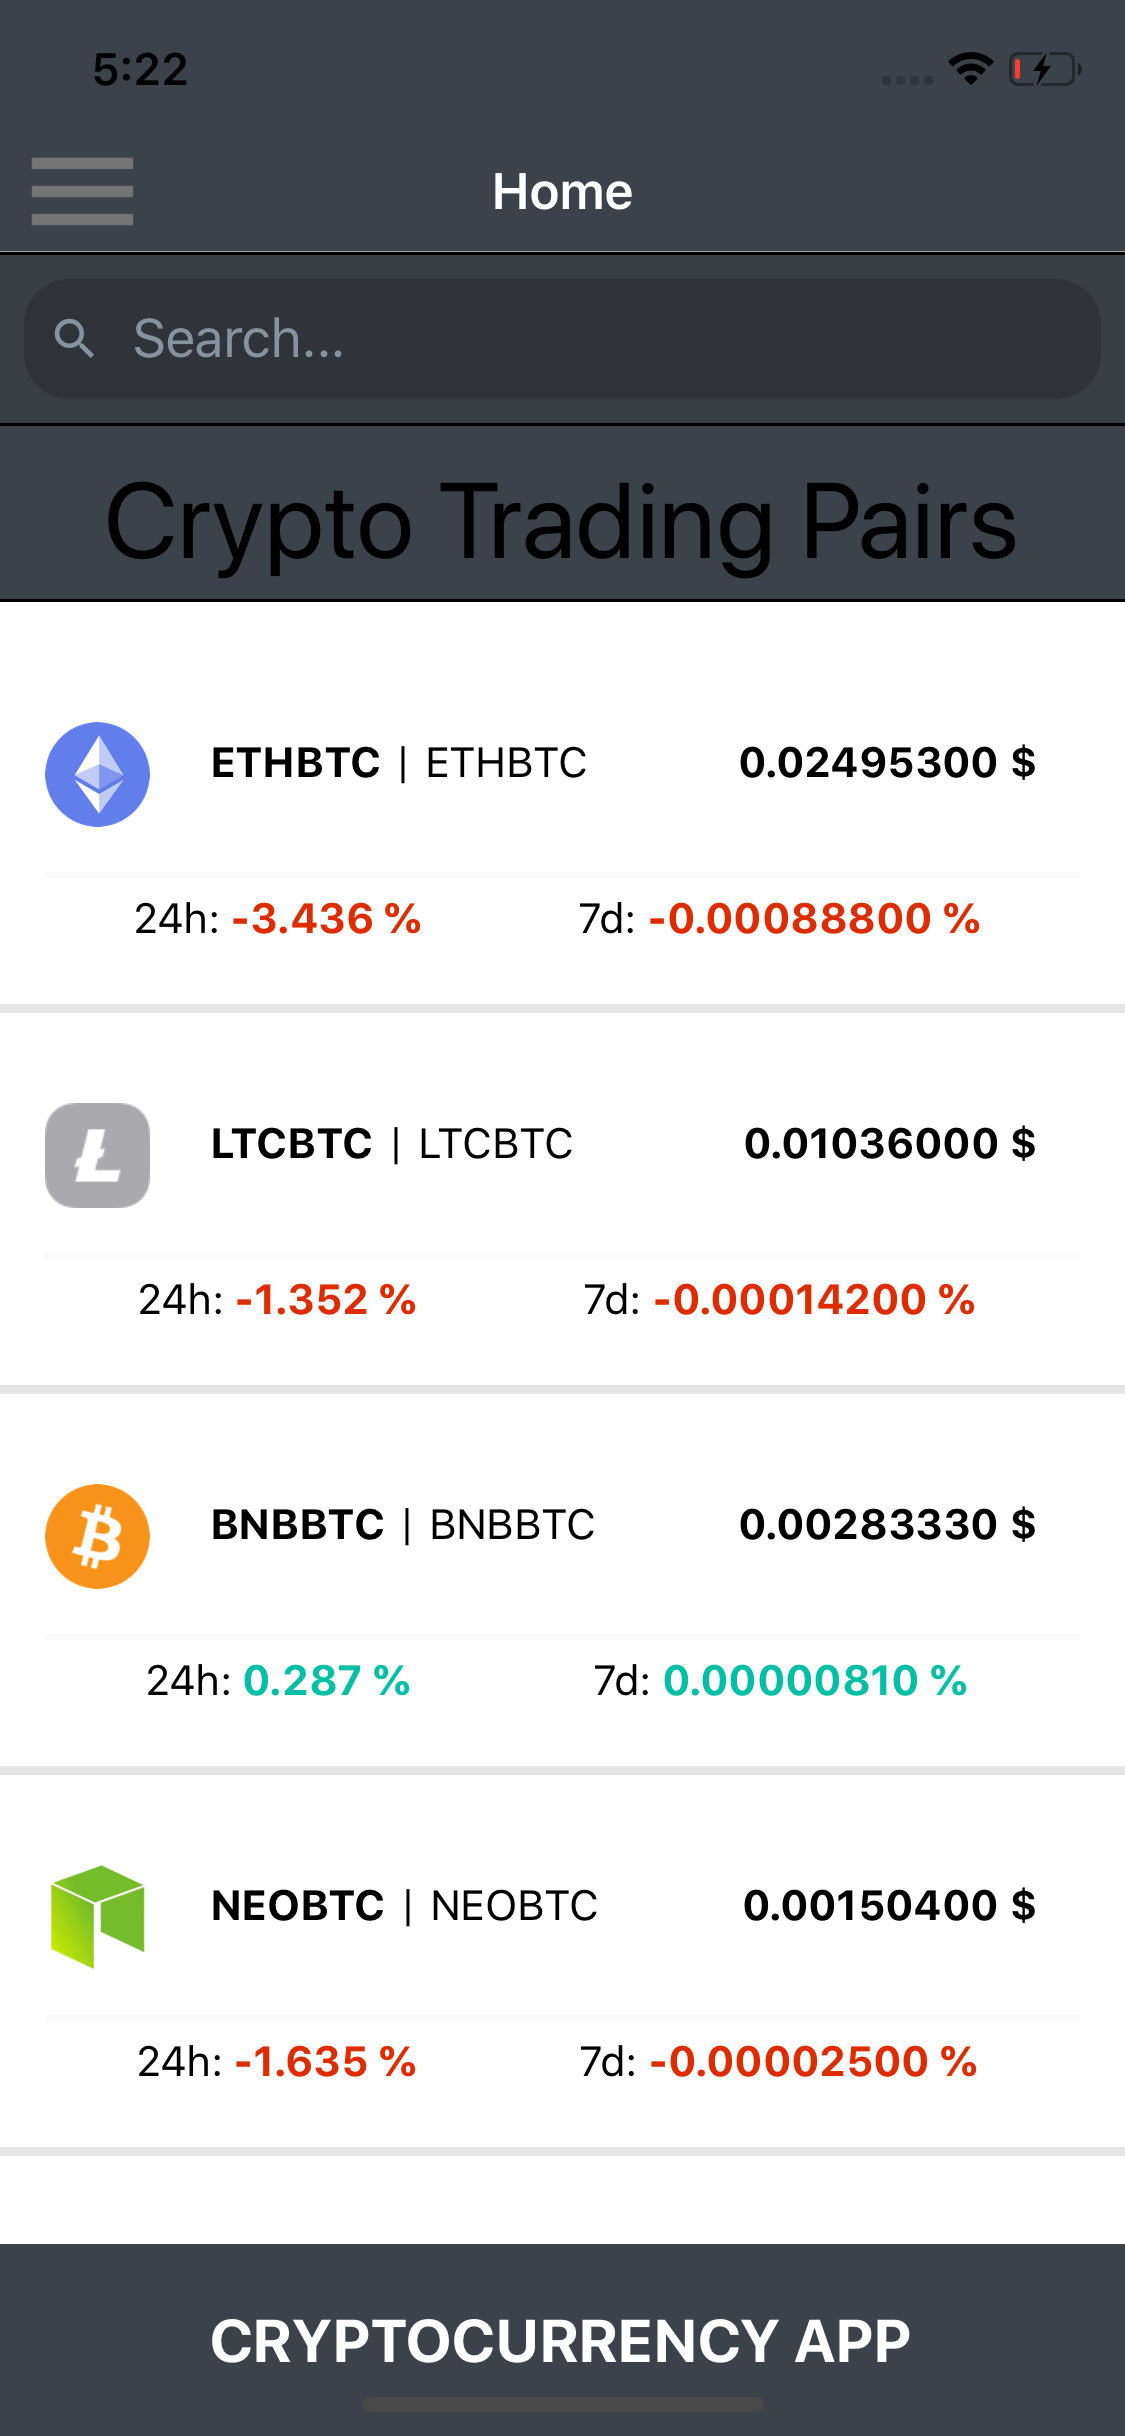 5:22
Home
Search...
Crypto Trading Pairs
ETHBTC | ETHBTC 0.02495300 $
24h: -3.436 % 7d: -0.00088800 %
LTCBTC | LTCBTC 0.01036000 $
24h: -1.352 % 7d: -0.00014200 %
BNBBTC | BNBBTC 0.00283330 $
24h: 0.287 % 7d: 0.00000810 %
NEOBTC | NEOBTC 0.00150400 $
24h: -1.635 % 7d: -0.00002500 %
CRYPTOCURRENCY APP